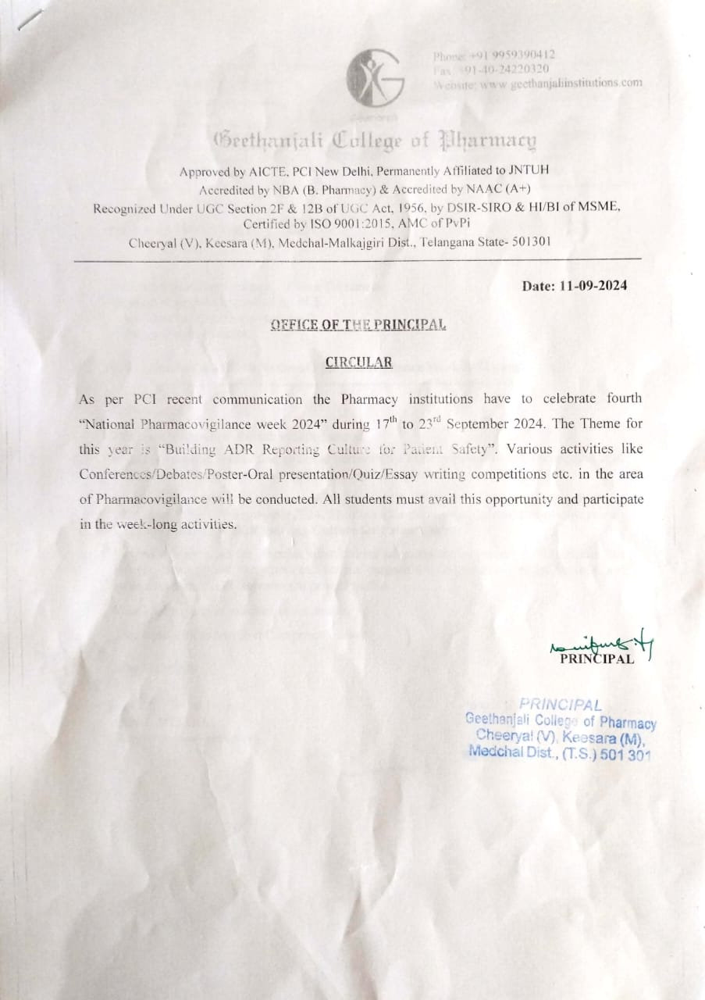 Phone: +91 9959390412
Fax: +91-40-24220320
Website: www.geethanjaliinstitutions.com
Geethanjali College of Pharmacy
Approved by AICTE, PCI New Delhi, Permanently Affiliated to JNTUH
Accredited by NBA (B. Pharmacy) & Accredited by NAAC (A+)
Recognized Under UGC Section 2F & 12B of UGC Act, 1956, by DSIR-SIRO & HI/BI of MSME,
Certified by ISO 9001:2015, AMC of PvPi
Cheeryal (V), Keesara (M), Medchal-Malkajgiri Dist., Telangana State- 501301
Date: 11-09-2024
OFFICE OF THE PRINCIPAL
CIRCULAR
As per PCI recent communication the Pharmacy institutions have to celebrate fourth
“National Pharmacovigilance week 2024” during 17th to 23rd September 2024. The Theme for
this year is “Building ADR Reporting Culture for Patient Safety”. Various activities like
Conferences/Debates/Poster-Oral presentation/Quiz/Essay writing competitions etc. in the area
of Pharmacovigilance will be conducted. All students must avail this opportunity and participate
in the week-long activities.
PRINCIPAL
PRINCIPAL
Geethanjali College of Pharmacy
Cheeryal (V), Keesara (M),
Medchal Dist., (T.S.) 501 301